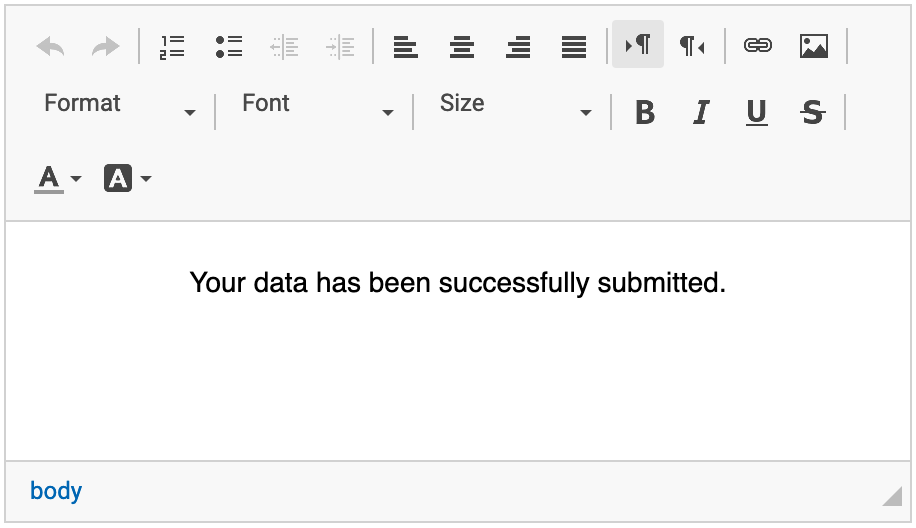 Format Font Size
B I U S
A A
Your data has been successfully submitted.
body